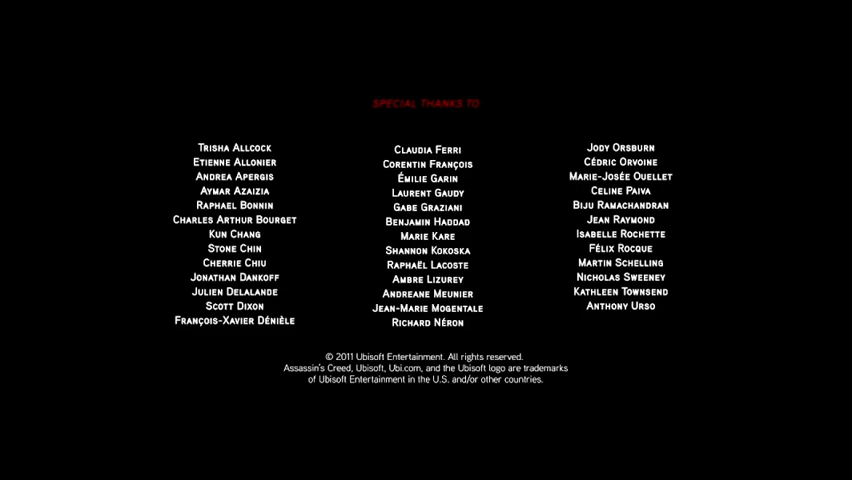 SPECIAL THANKS TO
TRISHA ALLCOCK
ETIENNE ALLONIER
ANDREA APERGIS
AYMAR AZAIZIA
RAPHAEL BONNIN
CHARLES ARTHUR BOURGET
KUN CHANG
STONE CHIN
CHERRIE CHIU
JONATHAN DANKOFF
JULIEN DELALANDE
SCOTT DIXON
FRANÇOIS-XAVIER DÉNIÈLE
CLAUDIA FERRI
CORENTIN FRANÇOIS
ÉMILIE GARIN
LAURENT GAUDY
GABE GRAZIANI
BENJAMIN HADDAD
MARIE KARE
SHANNON KOKOSKA
RAPHAËL LACOSTE
AMBRE LIZUREY
ANDREANE MEUNIER
JEAN-MARIE MOGENTALE
RICHARD NÉRON
JODY ORSBURN
CÉDRIC ORVOINE
MARIE-JOSÉE OUELLET
CELINE PAIVA
BIJU RAMACHANDRAN
JEAN RAYMOND
ISABELLE ROCHETTE
FÉLIX ROCQUE
MARTIN SCHELLING
NICHOLAS SWEENEY
KATHLEEN TOWNSEND
ANTHONY URSO
© 2011 Ubisoft Entertainment. All rights reserved.
Assassin's Creed, Ubisoft, Ubi.com, and the Ubisoft logo are trademarks
of Ubisoft Entertainment in the U.S. and/or other countries.